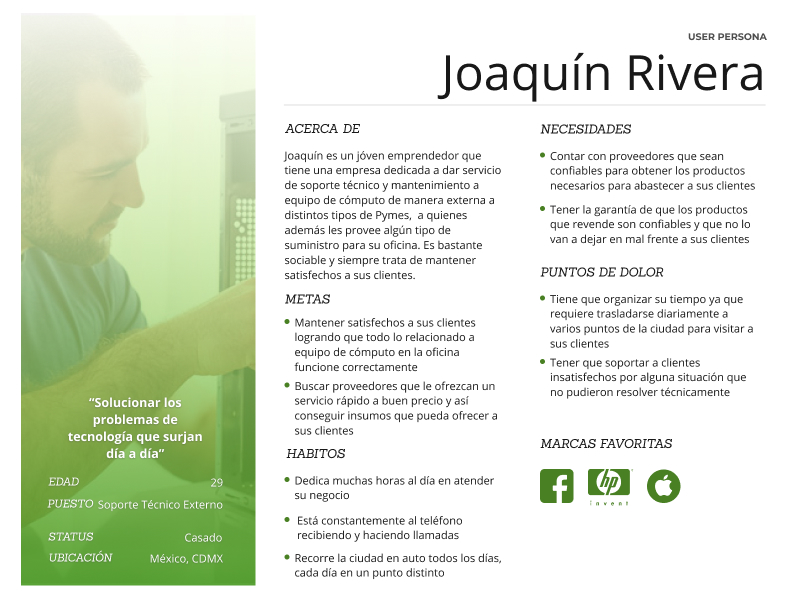 USER PERSONA
Joaquín Rivera
“Solucionar los
problemas de
tecnología que surjan
día a día”
EDAD 29
PUESTO Soporte Técnico Externo
STATUS Casado
UBICACIÓN México, CDMX
ACERCA DE
Joaquín es un jóven emprendedor que
tiene una empresa dedicada a dar servicio
de soporte técnico y mantenimiento a
equipo de cómputo de manera externa a
distintos tipos de Pymes, a quienes
además les provee algún tipo de
suministro para su oficina. Es bastante
sociable y siempre trata de mantener
satisfechos a sus clientes.
METAS
Mantener satisfechos a sus clientes
logrando que todo lo relacionado a
equipo de cómputo en la oficina
funcione correctamente
Buscar proveedores que le ofrezcan un
servicio rápido a buen precio y así
conseguir insumos que pueda ofrecer a
sus clientes
HABITOS
Dedica muchas horas al día en atender
su negocio
Está constantemente al teléfono
recibiendo y haciendo llamadas
Recorre la ciudad en auto todos los días,
cada día en un punto distinto
NECESIDADES
Contar con proveedores que sean
confiables para obtener los productos
necesarios para abastecer a sus clientes
Tener la garantía de que los productos
que revende son confiables y que no lo
van a dejar en mal frente a sus clientes
PUNTOS DE DOLOR
Tiene que organizar su tiempo ya que
requiere trasladarse diariamente a
varios puntos de la ciudad para visitar a
sus clientes
Tener que soportar a clientes
insatisfechos por alguna situación que
no pudieron resolver técnicamente
MARCAS FAVORITAS
f
hp
invent